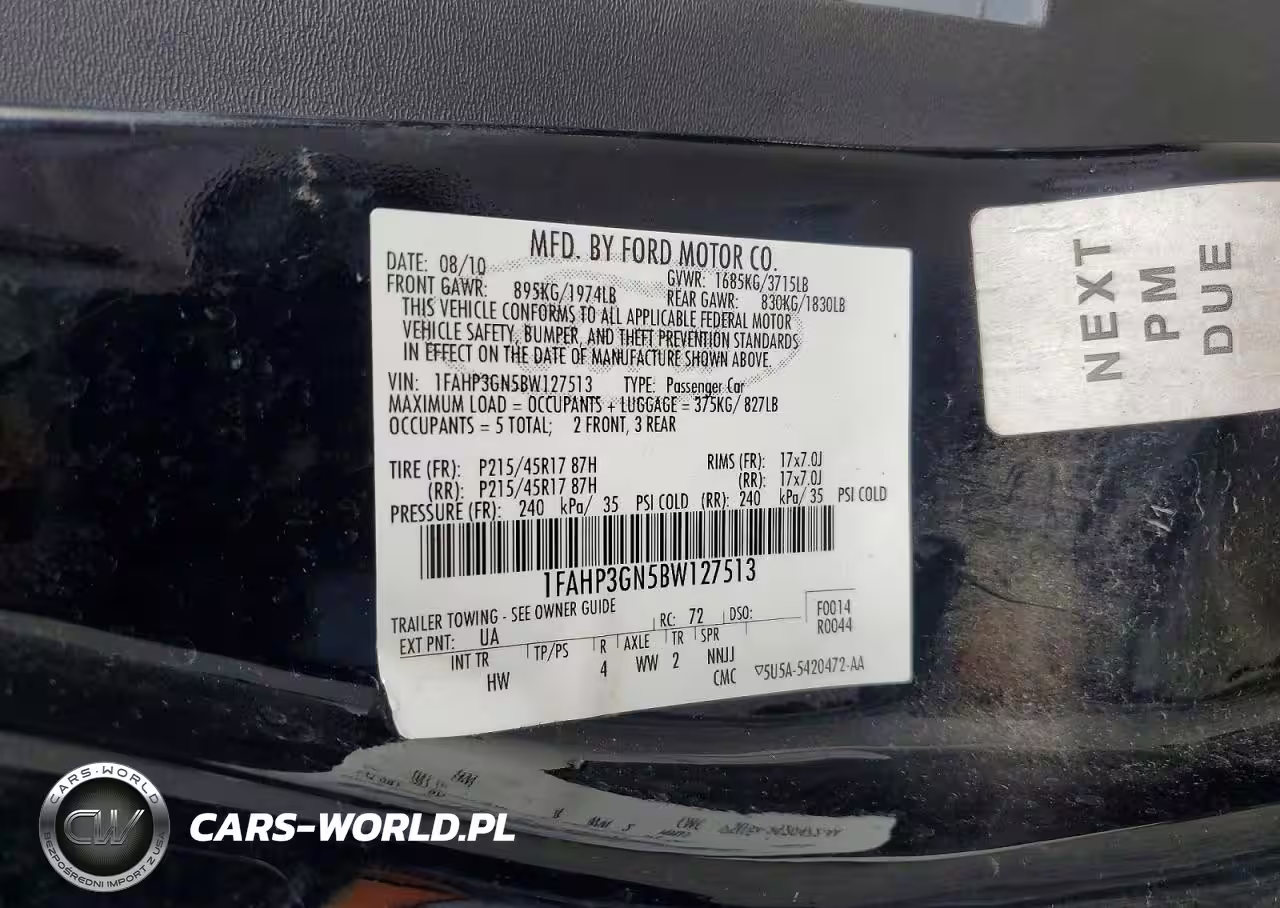 MFD. BY FORD MOTOR CO.
DATE: 08/10 GVWR: 1685KG/3715LB
FRONT GAWR: 895KG/1974LB REAR GAWR: 830KG/1830LB
THIS VEHICLE CONFORMS TO ALL APPLICABLE FEDERAL MOTOR
VEHICLE SAFETY, BUMPER, AND THEFT PREVENTION STANDARDS
IN EFFECT ON THE DATE OF MANUFACTURE SHOWN ABOVE.
VIN: 1FAHP3GN5BW127513 TYPE: Passenger Car
MAXIMUM LOAD = OCCUPANTS + LUGGAGE = 375KG/ 827LB
OCCUPANTS = 5 TOTAL; 2 FRONT, 3 REAR
TIRE (FR): P215/45R17 87H RIMS (FR): 17x7.0J
(RR): P215/45R17 87H (RR): 17x7.0J
PRESSURE (FR): 240 kPa/ 35 PSI COLD (RR): 240 kPa/ 35 PSI COLD
1FAHP3GN5BW127513
TRAILER TOWING - SEE OWNER GUIDE RC: 72 DSO: F0014
EXT PNT: UA R0044
INT TR TP/PS R AXLE TR SPR
HW 4 WW 2 NNJJ
CMC ▽5U5A-5420472-AA
NEXT
PM
DUE
CARS-WORLD
CW
BEZPOŚREDNI IMPORT Z USA
CARS-WORLD.PL